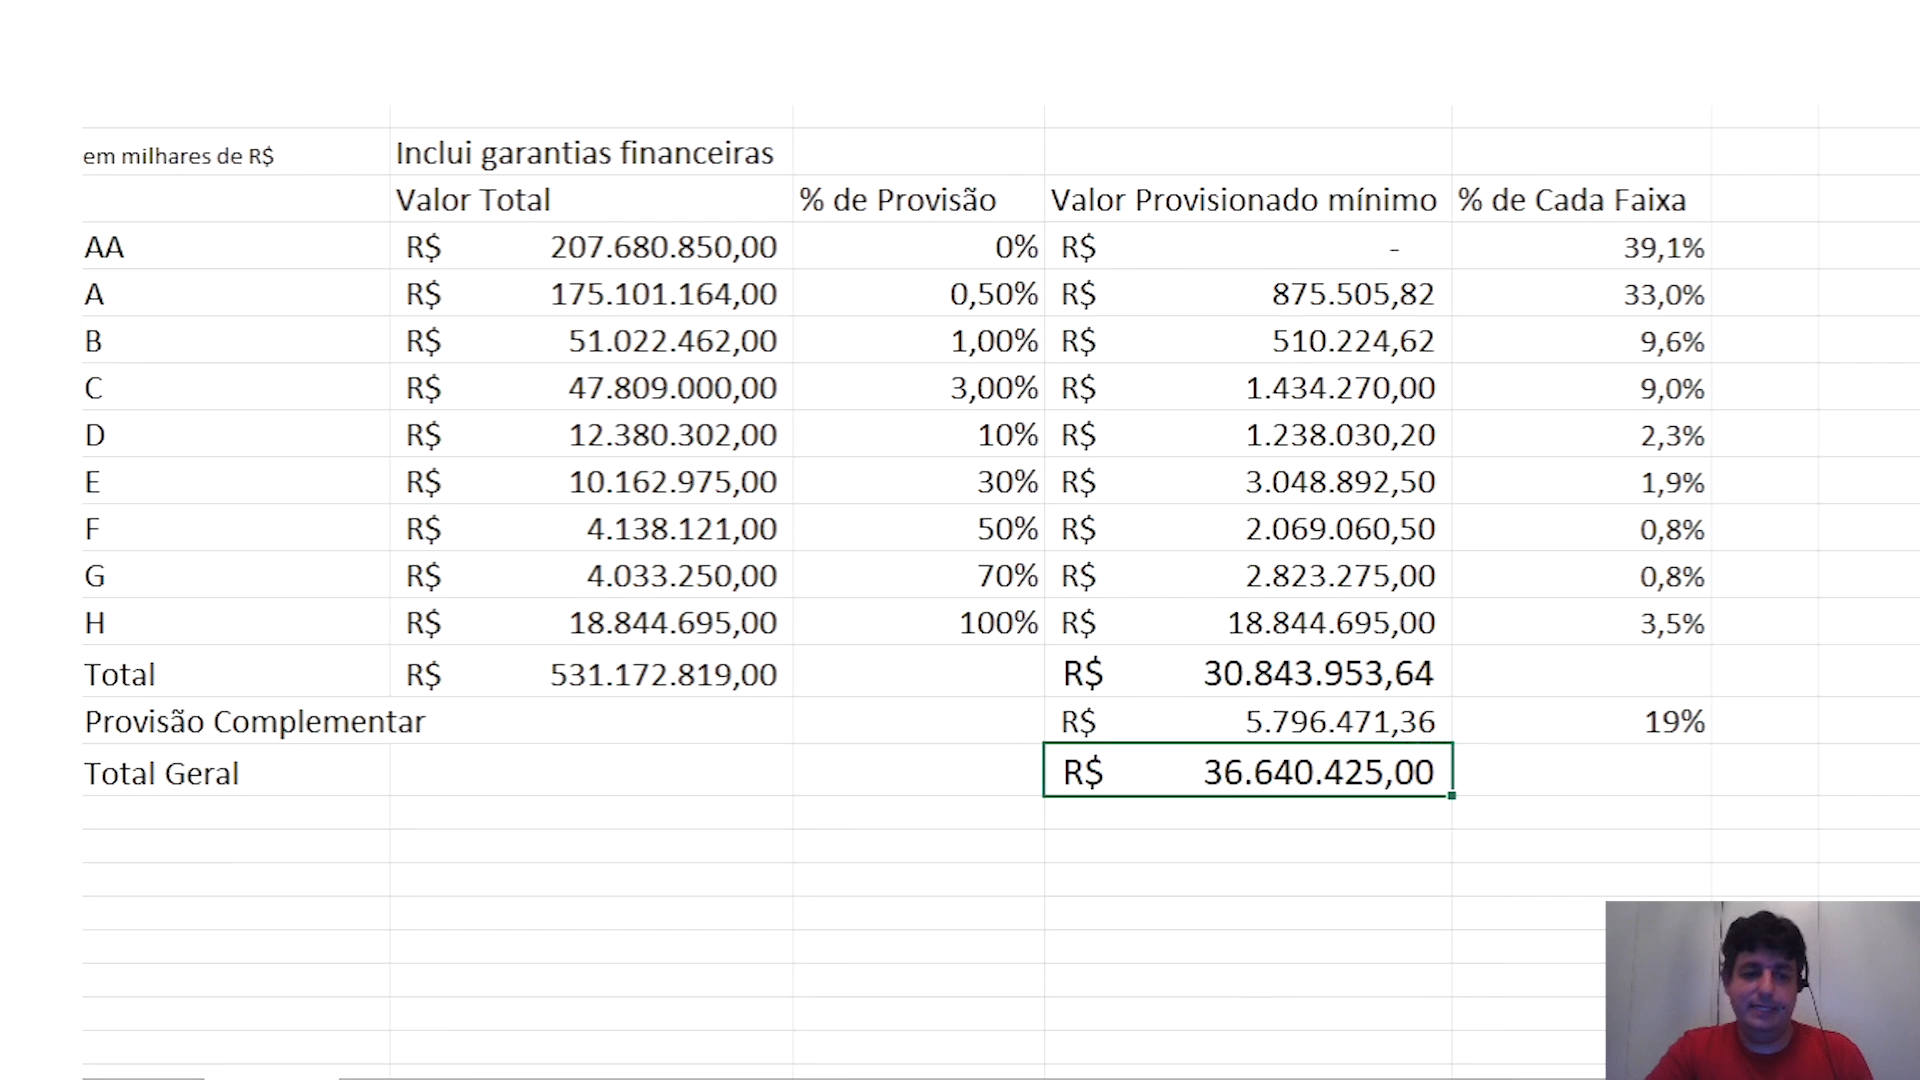 em milhares de R$ Inclui garantias financeiras
Valor Total % de Provisão Valor Provisionado mínimo % de Cada Faixa
AA R$ 207.680.850,00 0% R$ - 39,1%
A R$ 175.101.164,00 0,50% R$ 875.505,82 33,0%
B R$ 51.022.462,00 1,00% R$ 510.224,62 9,6%
C R$ 47.809.000,00 3,00% R$ 1.434.270,00 9,0%
D R$ 12.380.302,00 10% R$ 1.238.030,20 2,3%
E R$ 10.162.975,00 30% R$ 3.048.892,50 1,9%
F R$ 4.138.121,00 50% R$ 2.069.060,50 0,8%
G R$ 4.033.250,00 70% R$ 2.823.275,00 0,8%
H R$ 18.844.695,00 100% R$ 18.844.695,00 3,5%
Total R$ 531.172.819,00 R$ 30.843.953,64
Provisão Complementar R$ 5.796.471,36 19%
Total Geral R$ 36.640.425,00